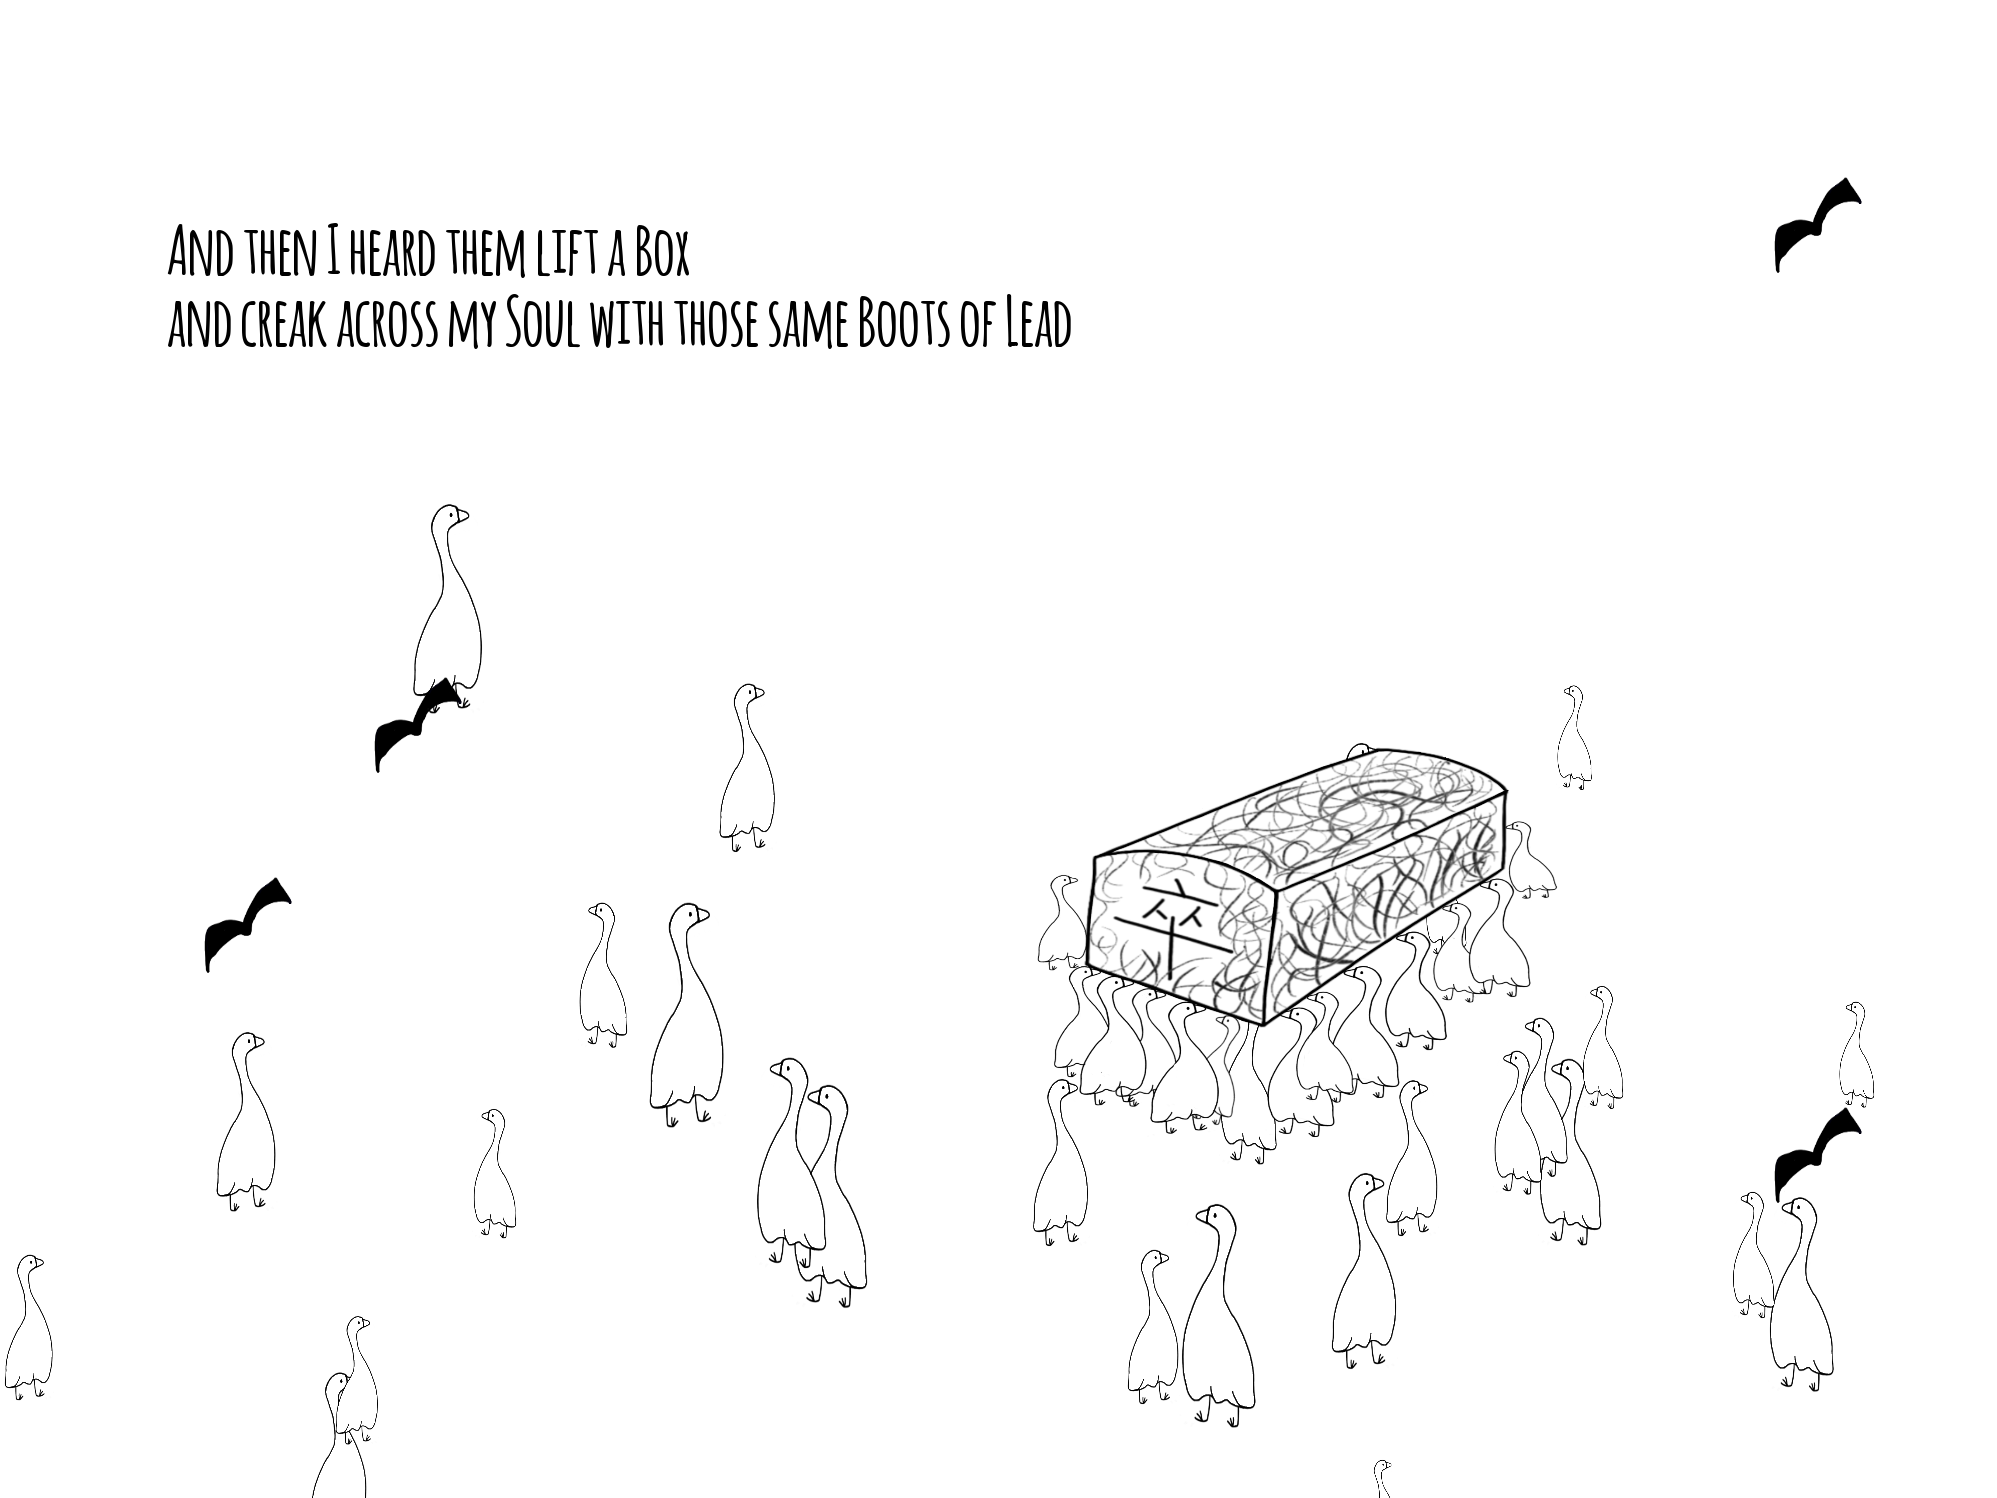 And then I heard them lift a Box
and creak across my Soul with those same Boots of Lead
卒